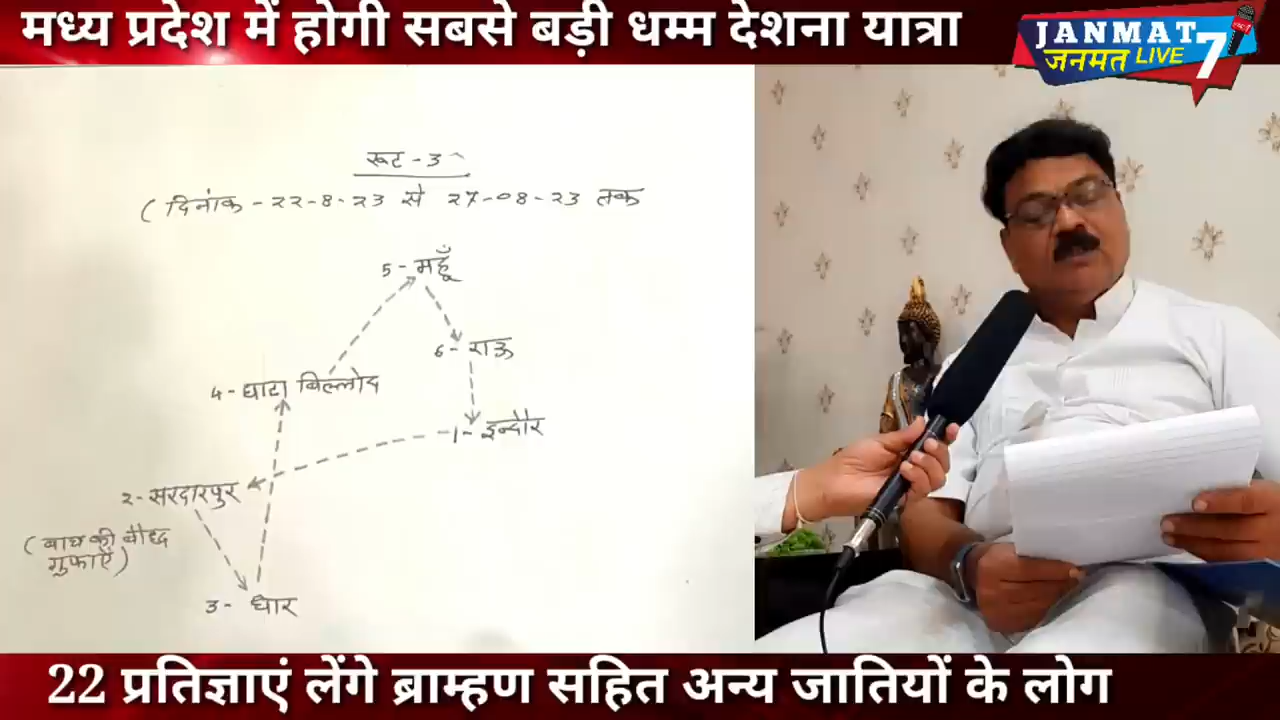 मध्य प्रदेश में होगी सबसे बड़ी धम्म देशना यात्रा
JANMAT
जनमत LIVE 7
रूट - 3
( दिनांक - 22-8-23 से 27-08-23 तक
5 - महूँ
6 - राऊ
4 - घाटा बिल्लोद
1 - इन्दौर
2 - सरदारपुर
( बाघ की बौद्ध
गुफाएँ )
3 - धार
22 प्रतिज्ञाएं लेंगे ब्राम्हण सहित अन्य जातियों के लोग